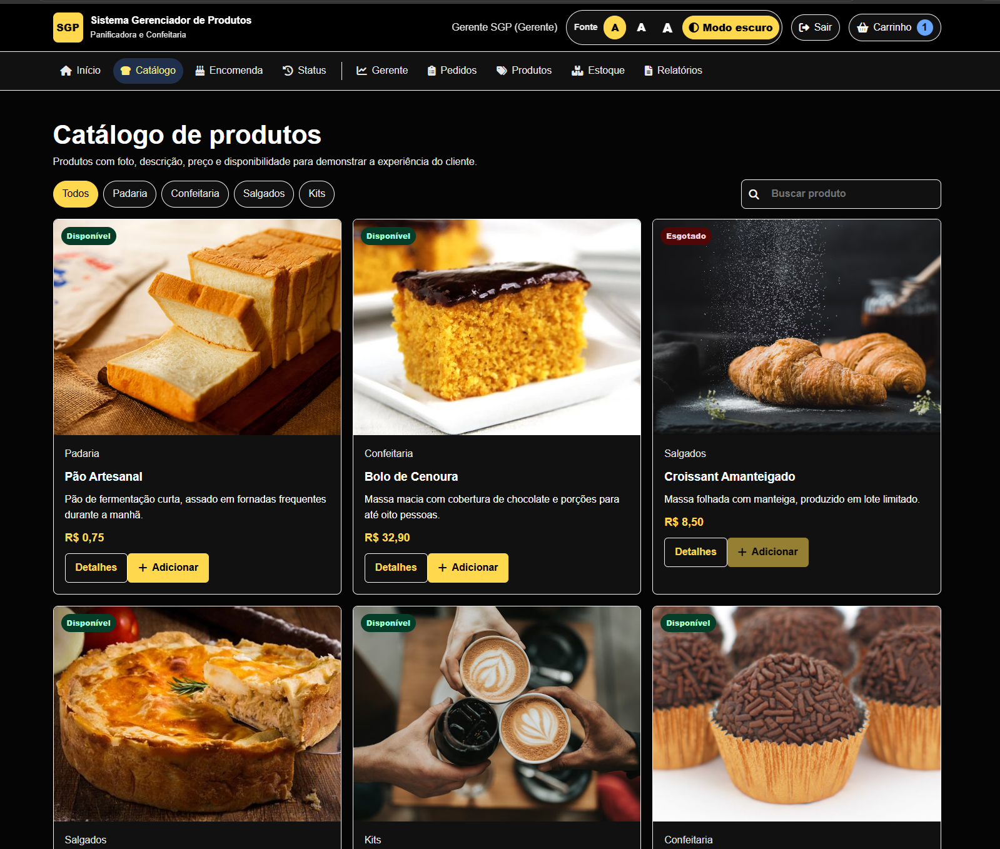 SGP
Sistema Gerenciador de Produtos
Panificadora e Confeitaria
Gerente SGP (Gerente)
Fonte A A A Modo escuro
Sair
Carrinho 1
Início
Catálogo
Encomenda
Status
Gerente
Pedidos
Produtos
Estoque
Relatórios
Catálogo de produtos
Produtos com foto, descrição, preço e disponibilidade para demonstrar a experiência do cliente.
Todos
Padaria
Confeitaria
Salgados
Kits
Buscar produto
Disponível
Padaria
Pão Artesanal
Pão de fermentação curta, assado em fornadas frequentes
durante a manhã.
R$ 0,75
Detalhes
+ Adicionar
Disponível
Confeitaria
Bolo de Cenoura
Massa macia com cobertura de chocolate e porções para
até oito pessoas.
R$ 32,90
Detalhes
+ Adicionar
Esgotado
Salgados
Croissant Amanteigado
Massa folhada com manteiga, produzido em lote limitado.
R$ 8,50
Detalhes
+ Adicionar
Disponível
Salgados
Disponível
Kits
Disponível
Confeitaria